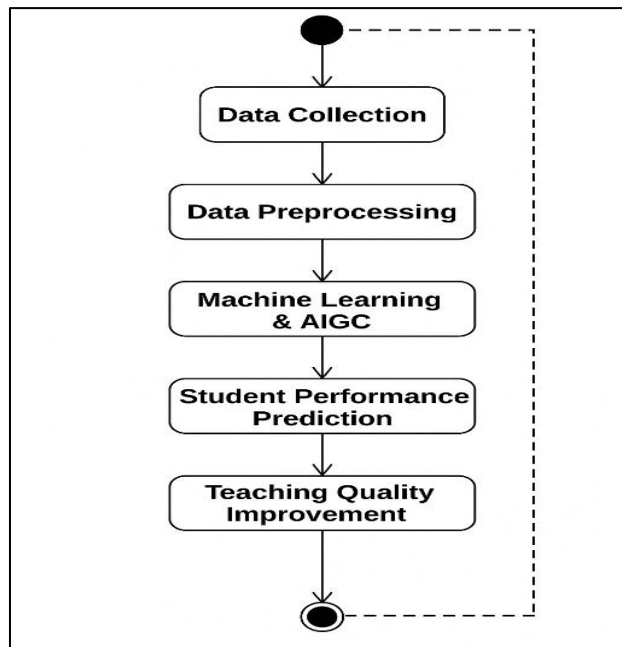 Data Collection
Data Preprocessing
Machine Learning
& AIGC
Student Performance
Prediction
Teaching Quality
Improvement